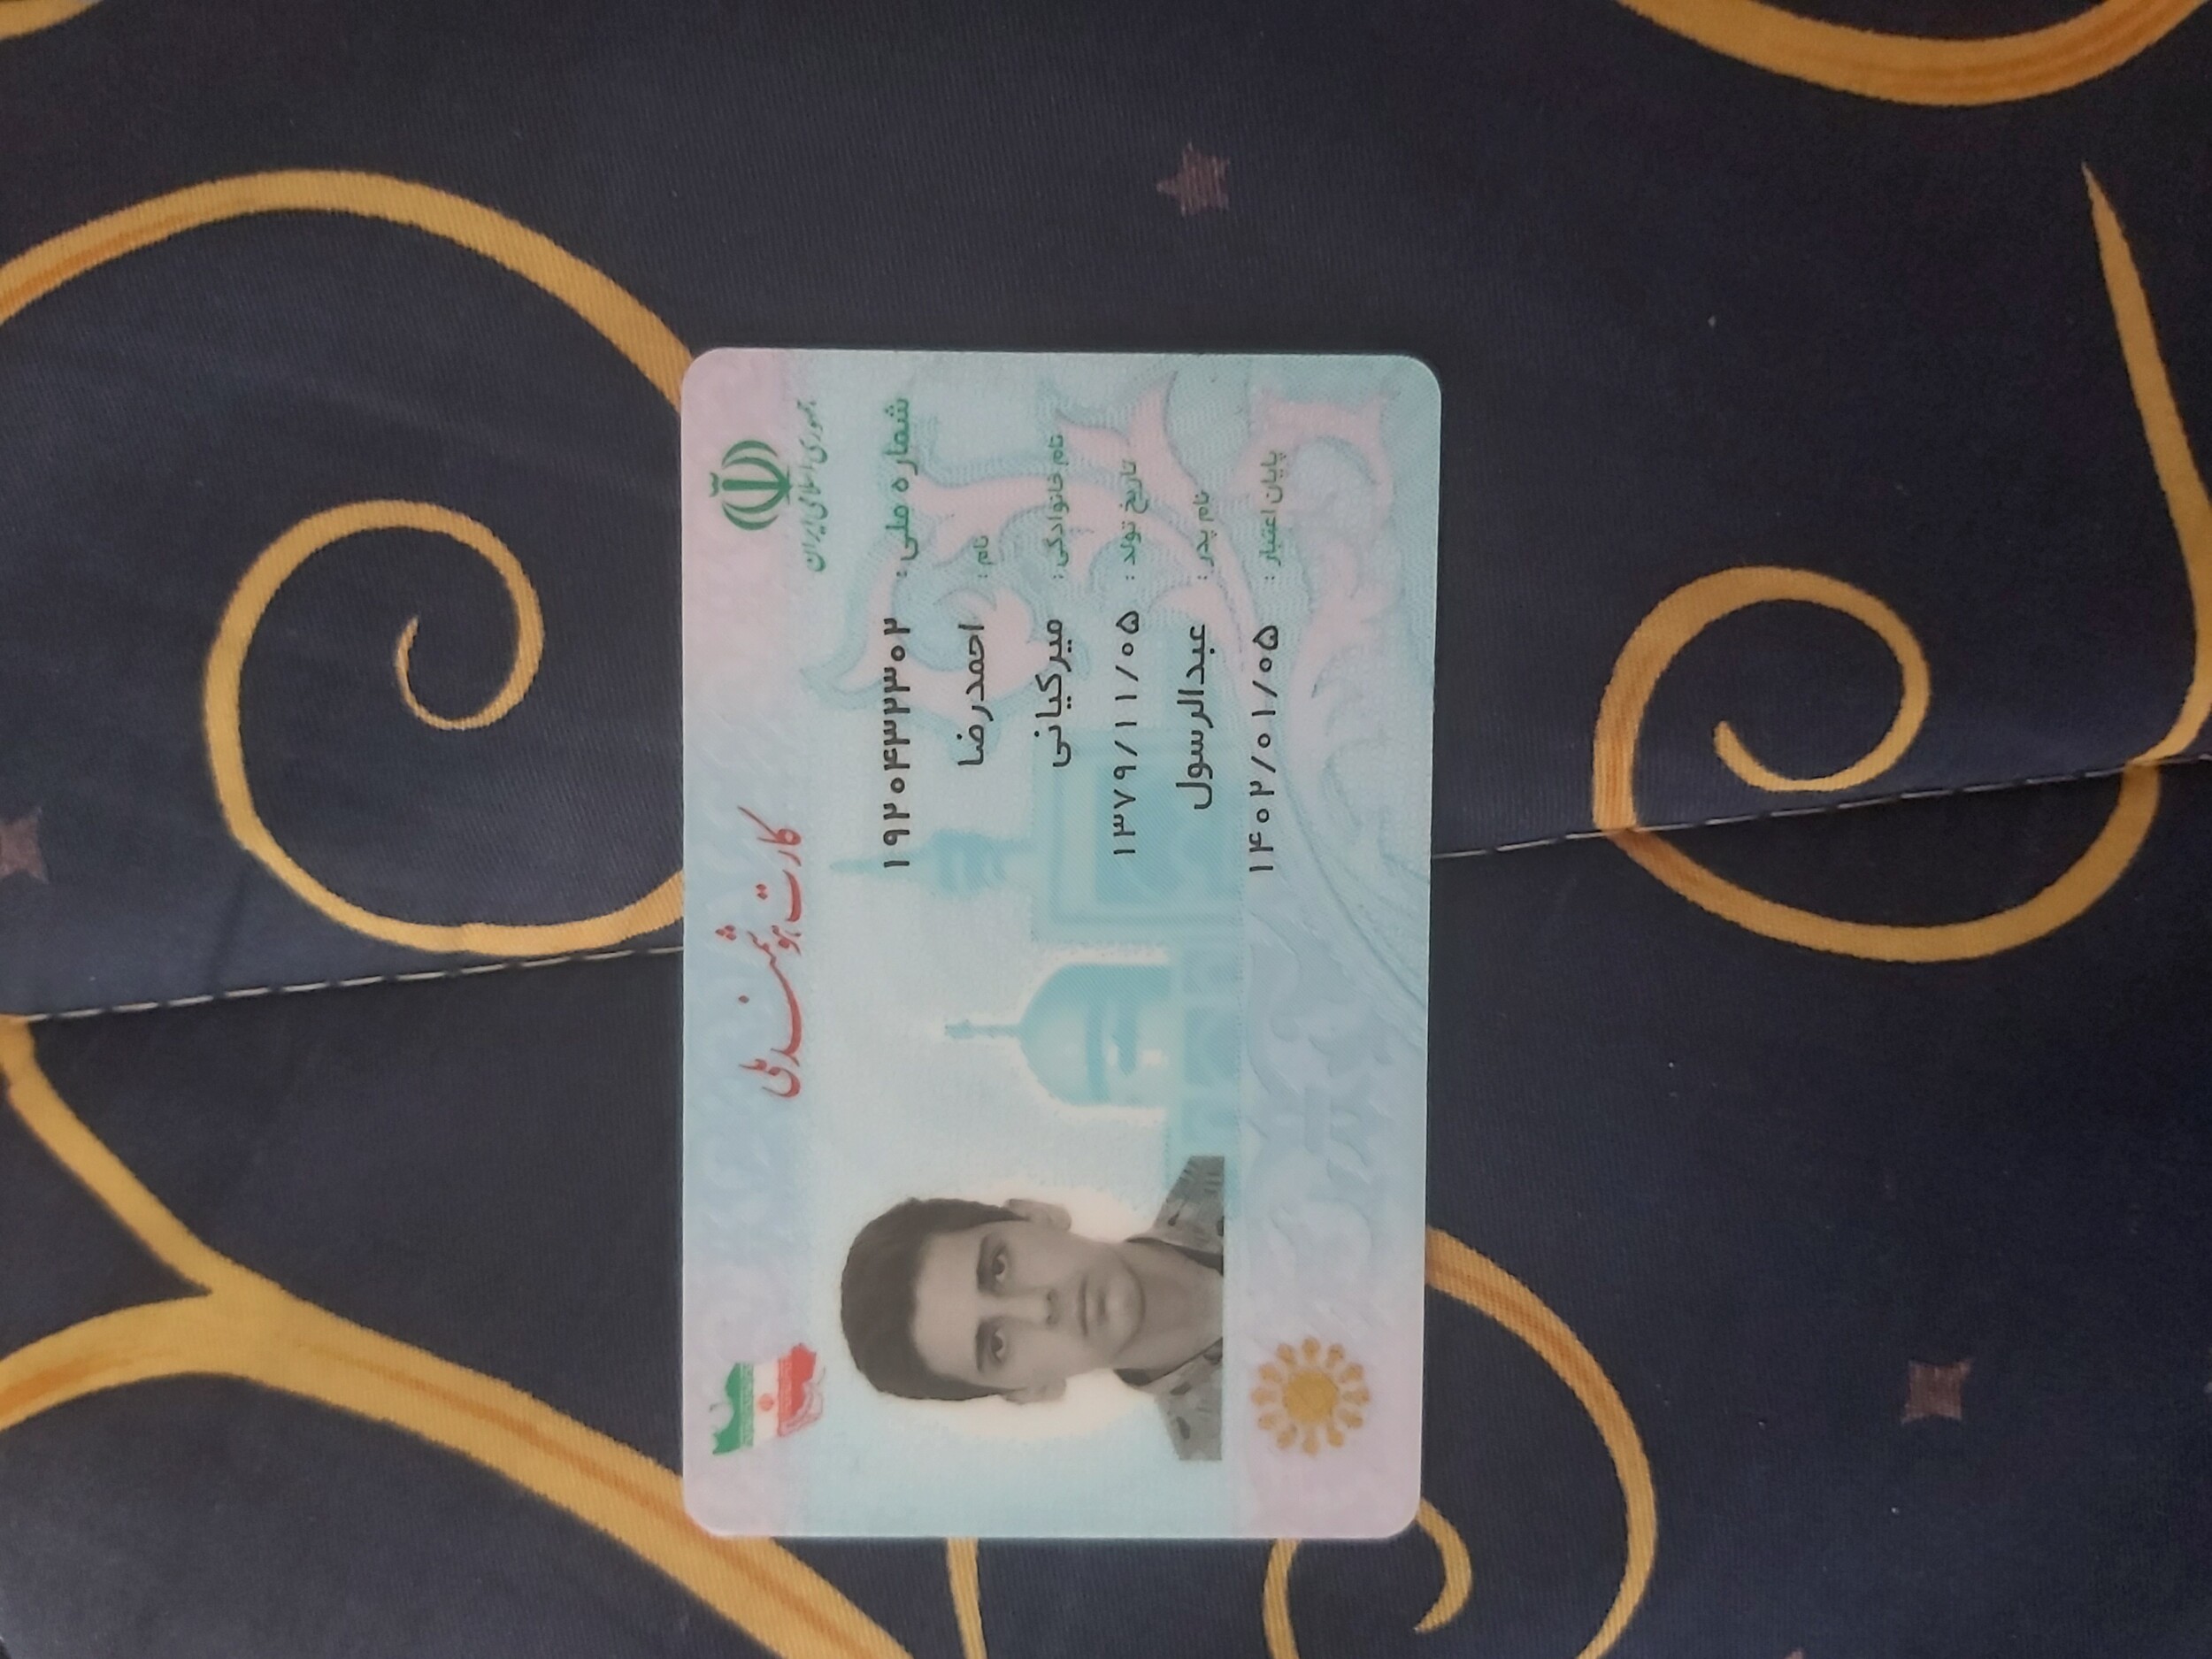 جمهوری اسلامی ایران
کارت هوشمند ملی
شماره ملی : ۱۹۲۰۴۳۲۳۰۲
نام : احمدرضا
نام خانوادگی : میرکیانی
تاریخ تولد : ۱۳۷۹/۱۱/۰۵
نام پدر : عبدالرسول
پایان اعتبار : ۱۴۰۲/۰۱/۰۵